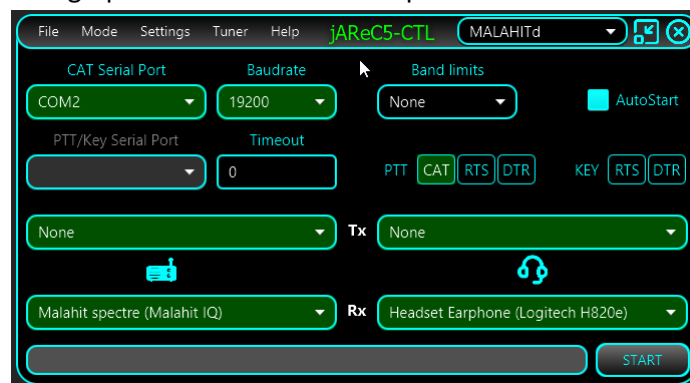 File Mode Settings Tuner Help jAReC5-CTL MALAHITd
CAT Serial Port Baudrate Band limits
COM2 19200 None AutoStart
PTT/Key Serial Port Timeout
0 PTT CAT RTS DTR KEY RTS DTR
None Tx None
Malahit spectre (Malahit IQ) Rx Headset Earphone (Logitech H820e)
START